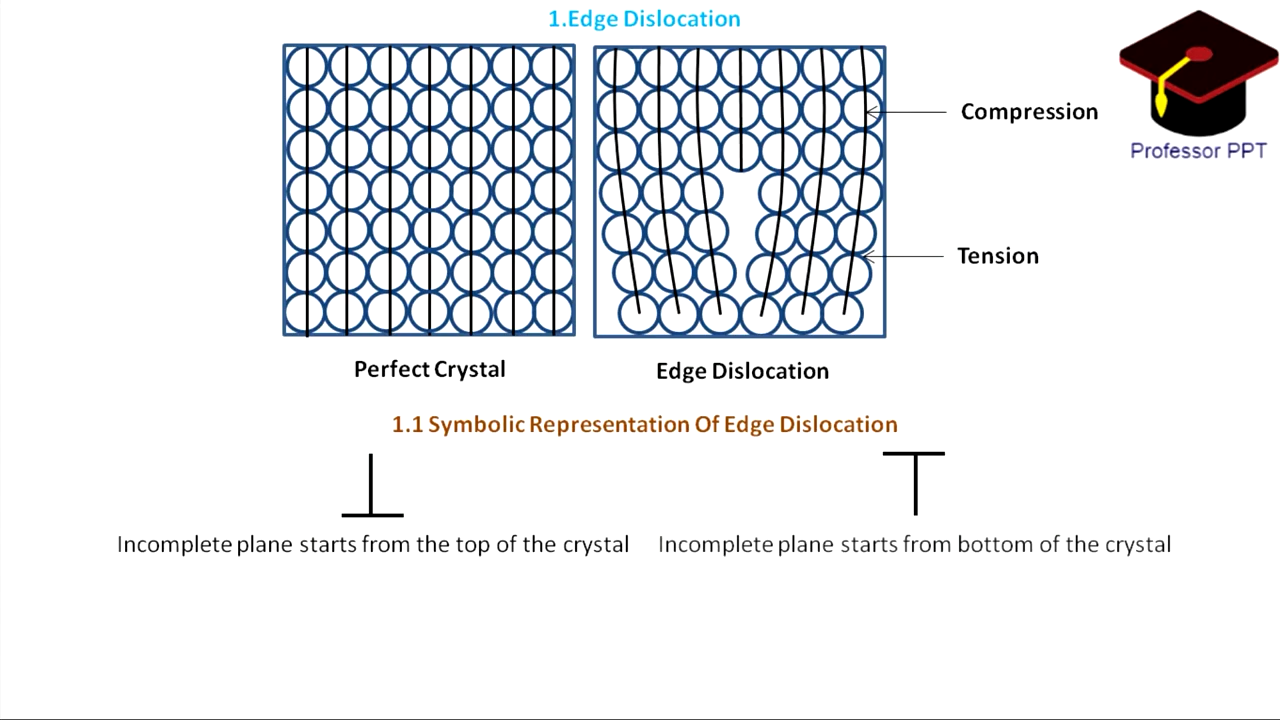 1.Edge Dislocation
Compression
Professor PPT
Tension
Perfect Crystal
Edge Dislocation
1.1 Symbolic Representation Of Edge Dislocation
Incomplete plane starts from the top of the crystal
Incomplete plane starts from bottom of the crystal